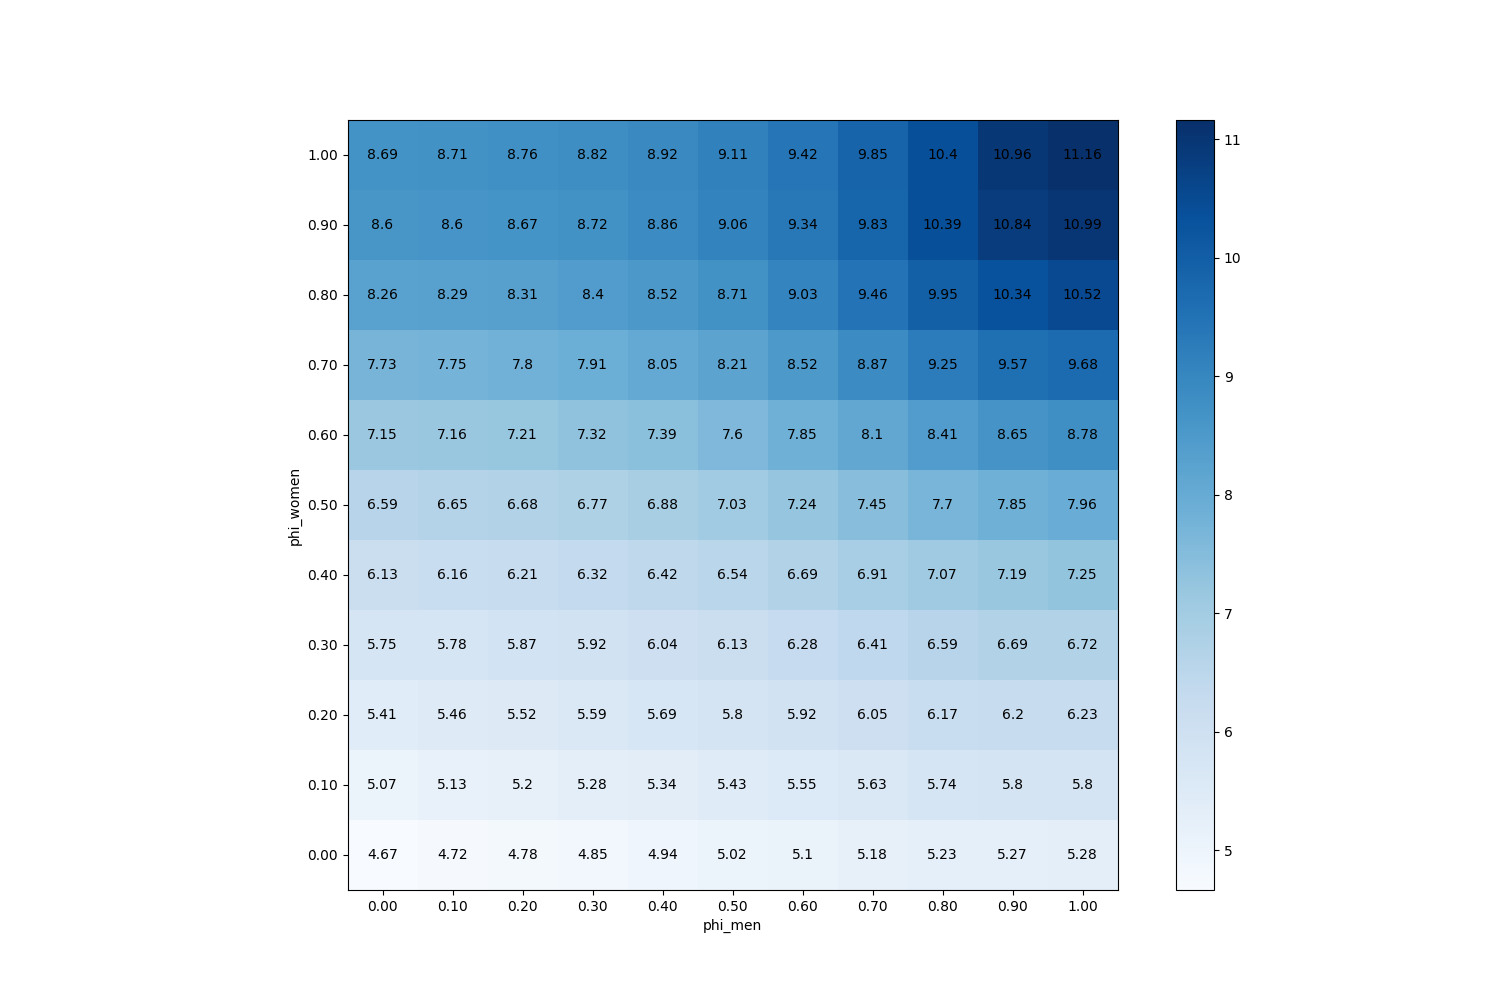 1.00 8.69 8.71 8.76 8.82 8.92 9.11 9.42 9.85 10.4 10.96 11.16
0.90 8.6 8.6 8.67 8.72 8.86 9.06 9.34 9.83 10.39 10.84 10.99
0.80 8.26 8.29 8.31 8.4 8.52 8.71 9.03 9.46 9.95 10.34 10.52
0.70 7.73 7.75 7.8 7.91 8.05 8.21 8.52 8.87 9.25 9.57 9.68
0.60 7.15 7.16 7.21 7.32 7.39 7.6 7.85 8.1 8.41 8.65 8.78
0.50 6.59 6.65 6.68 6.77 6.88 7.03 7.24 7.45 7.7 7.85 7.96
0.40 6.13 6.16 6.21 6.32 6.42 6.54 6.69 6.91 7.07 7.19 7.25
0.30 5.75 5.78 5.87 5.92 6.04 6.13 6.28 6.41 6.59 6.69 6.72
0.20 5.41 5.46 5.52 5.59 5.69 5.8 5.92 6.05 6.17 6.2 6.23
0.10 5.07 5.13 5.2 5.28 5.34 5.43 5.55 5.63 5.74 5.8 5.8
0.00 4.67 4.72 4.78 4.85 4.94 5.02 5.1 5.18 5.23 5.27 5.28
0.00 0.10 0.20 0.30 0.40 0.50 0.60 0.70 0.80 0.90 1.00
phi_men
phi_women
11
10
9
8
7
6
5